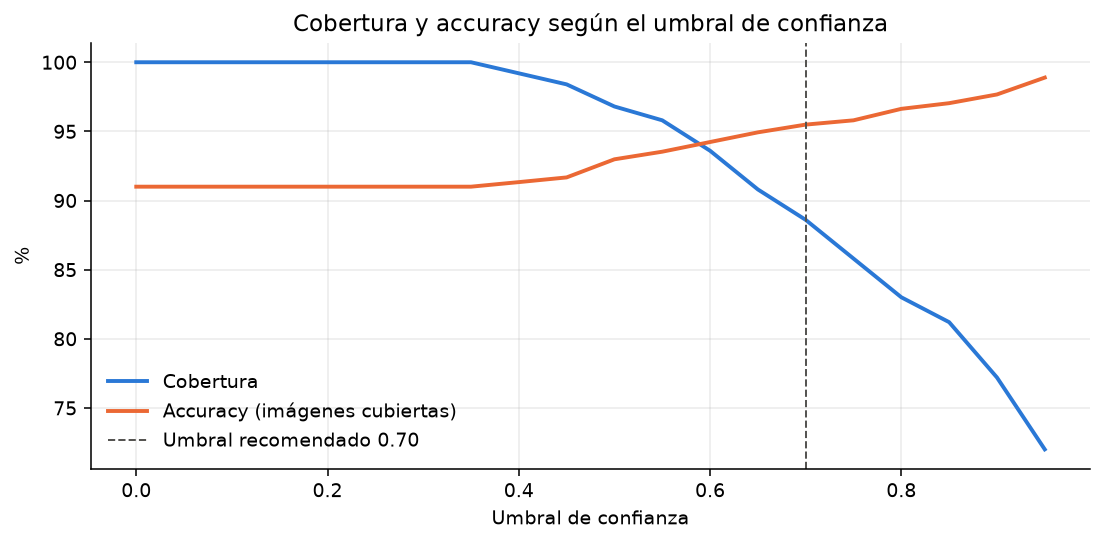 Cobertura y accuracy según el umbral de confianza
100
95
90
85
80
75
%
Cobertura
Accuracy (imágenes cubiertas)
Umbral recomendado 0.70
0.0 0.2 0.4 0.6 0.8
Umbral de confianza